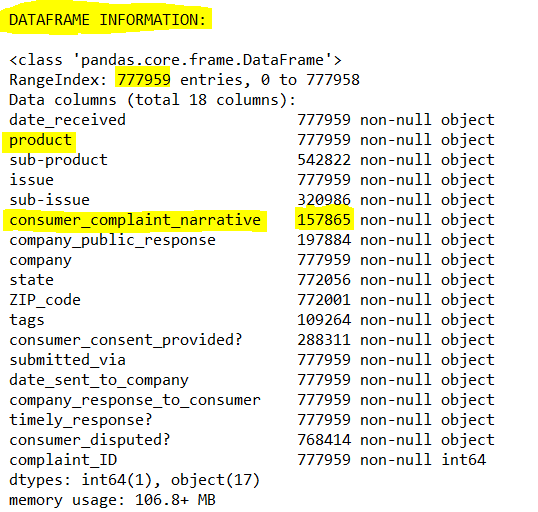 DATAFRAME INFORMATION:
<class 'pandas.core.frame.DataFrame'>
RangeIndex: 777959 entries, 0 to 777958
Data columns (total 18 columns):
date_received 777959 non-null object
product 777959 non-null object
sub-product 542822 non-null object
issue 777959 non-null object
sub-issue 320986 non-null object
consumer_complaint_narrative 157865 non-null object
company_public_response 197884 non-null object
company 777959 non-null object
state 772056 non-null object
ZIP_code 772001 non-null object
tags 109264 non-null object
consumer_consent_provided? 288311 non-null object
submitted_via 777959 non-null object
date_sent_to_company 777959 non-null object
company_response_to_consumer 777959 non-null object
timely_response? 777959 non-null object
consumer_disputed? 768414 non-null object
complaint_ID 777959 non-null int64
dtypes: int64(1), object(17)
memory usage: 106.8+ MB